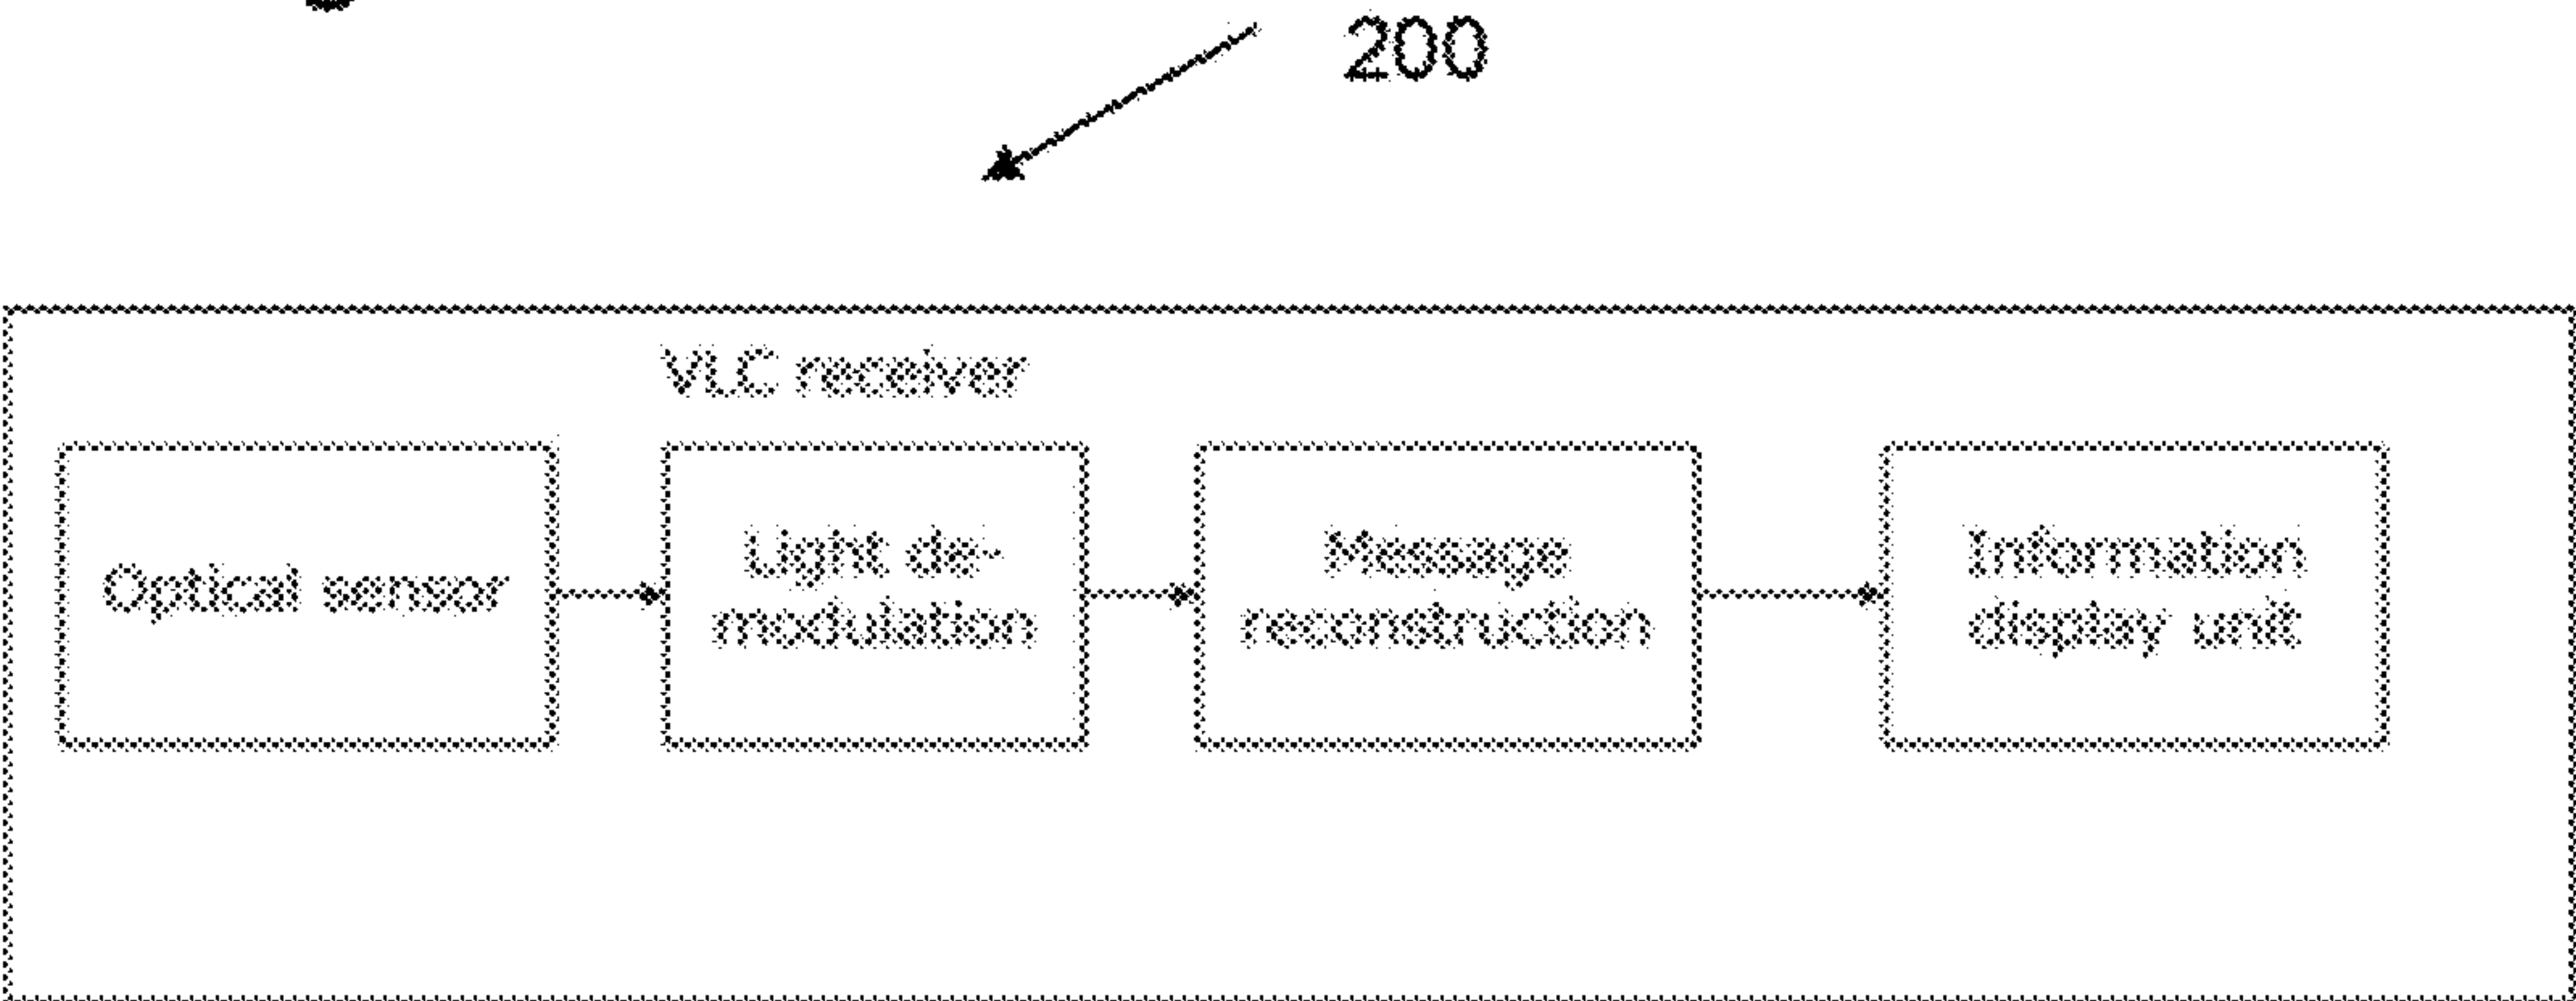 200
VLC receiver
Optical sensor
Light de-
modulation
Message
reconstruction
Information
display unit